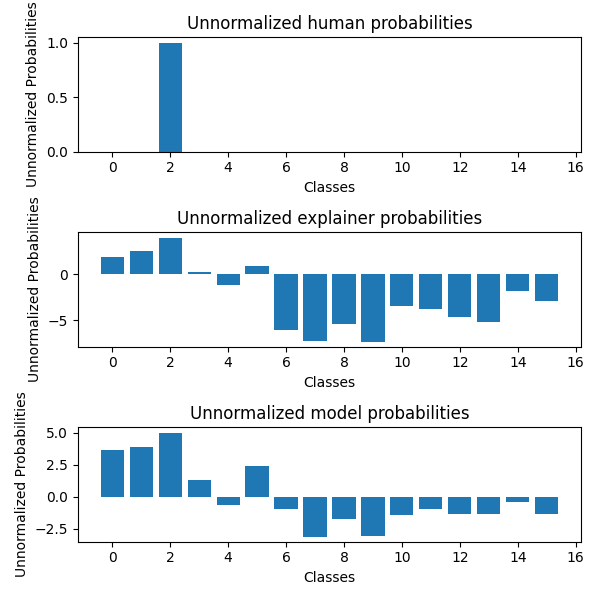 Unnormalized human probabilities
Unnormalized Probabilities
1.0
0.5
0.0
0 2 4 6 8 10 12 14 16
Classes
Unnormalized explainer probabilities
Unnormalized Probabilities
0
−5
0 2 4 6 8 10 12 14 16
Classes
Unnormalized model probabilities
Unnormalized Probabilities
5.0
2.5
0.0
−2.5
0 2 4 6 8 10 12 14 16
Classes